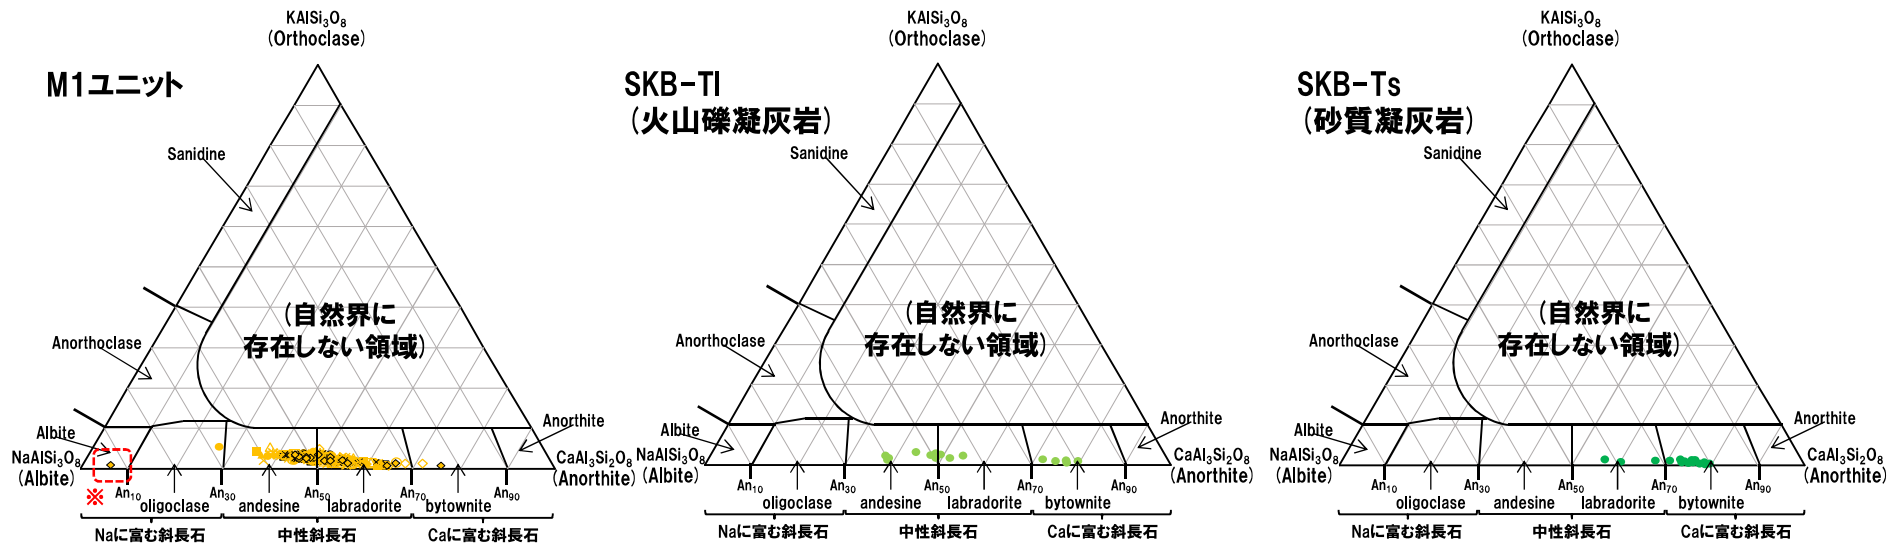 KAlSi3O8
(Orthoclase)
M1ユニット
Sanidine
(自然界に
存在しない領域)
Anorthoclase
Albite
NaAlSi3O8
(Albite)
Anorthite
CaAl3Si2O8
(Anorthite)
※
An10
An30
An50
An70
An90
oligoclase
andesine
labradorite
bytownite
Naに富む斜長石
中性斜長石
Caに富む斜長石
KAlSi3O8
(Orthoclase)
SKB-Tl
(火山礫凝灰岩)
Sanidine
(自然界に
存在しない領域)
Anorthoclase
Albite
NaAlSi3O8
(Albite)
Anorthite
CaAl3Si2O8
(Anorthite)
An10
An30
An50
An70
An90
oligoclase
andesine
labradorite
bytownite
Naに富む斜長石
中性斜長石
Caに富む斜長石
KAlSi3O8
(Orthoclase)
SKB-Ts
(砂質凝灰岩)
Sanidine
(自然界に
存在しない領域)
Anorthoclase
Albite
NaAlSi3O8
(Albite)
Anorthite
CaAl3Si2O8
(Anorthite)
An10
An30
An50
An70
An90
oligoclase
andesine
labradorite
bytownite
Naに富む斜長石
中性斜長石
Caに富む斜長石